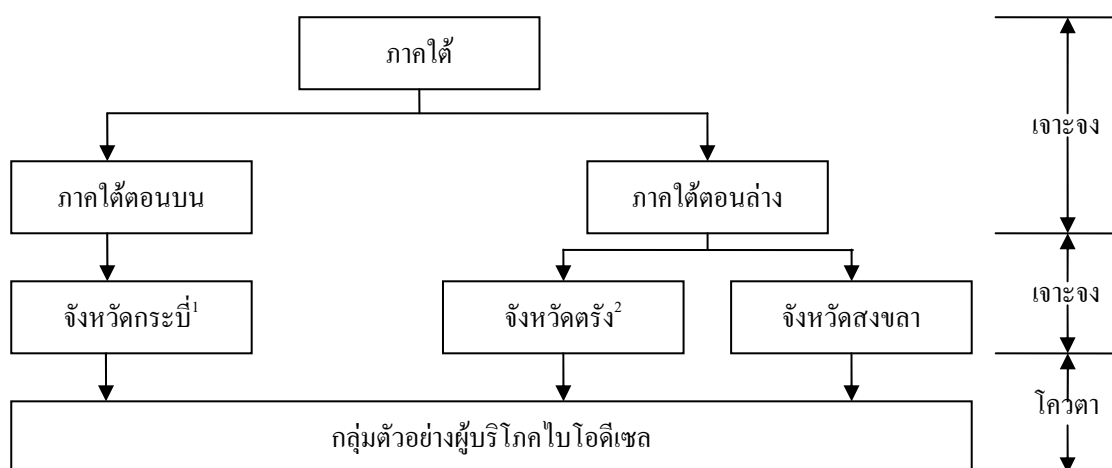 ภาคใต้
เจาะจง
ภาคใต้ตอนบน
ภาคใต้ตอนล่าง
จังหวัดกระบี่¹
จังหวัดตรัง²
จังหวัดสงขลา
เจาะจง
โควตา
กลุ่มตัวอย่างผู้บริโภคไบโอดีเซล